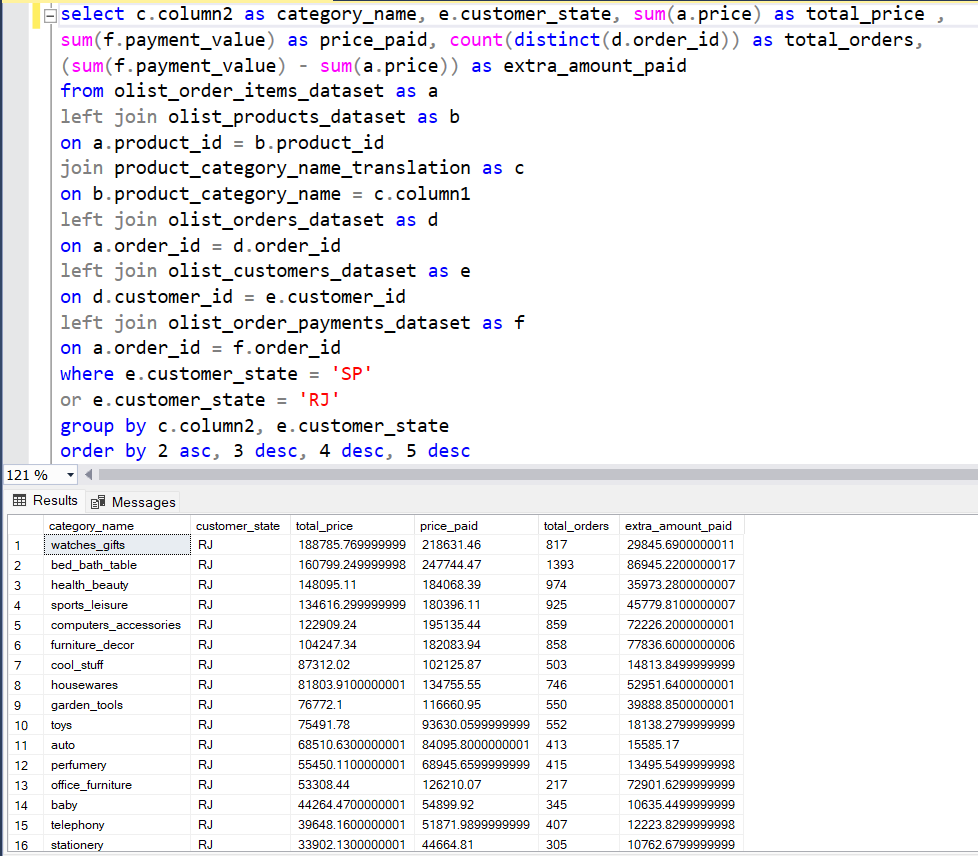 select c.column2 as category_name, e.customer_state, sum(a.price) as total_price ,
sum(f.payment_value) as price_paid, count(distinct(d.order_id)) as total_orders,
(sum(f.payment_value) - sum(a.price)) as extra_amount_paid
from olist_order_items_dataset as a
left join olist_products_dataset as b
on a.product_id = b.product_id
join product_category_name_translation as c
on b.product_category_name = c.column1
left join olist_orders_dataset as d
on a.order_id = d.order_id
left join olist_customers_dataset as e
on d.customer_id = e.customer_id
left join olist_order_payments_dataset as f
on a.order_id = f.order_id
where e.customer_state = 'SP'
or e.customer_state = 'RJ'
group by c.column2, e.customer_state
order by 2 asc, 3 desc, 4 desc, 5 desc
121 %
Results Messages
category_name customer_state total_price price_paid total_orders extra_amount_paid
1 watches_gifts RJ 188785.769999999 218631.46 817 29845.6900000011
2 bed_bath_table RJ 160799.249999998 247744.47 1393 86945.2200000017
3 health_beauty RJ 148095.11 184068.39 974 35973.2800000007
4 sports_leisure RJ 134616.299999999 180396.11 925 45779.8100000007
5 computers_accessories RJ 122909.24 195135.44 859 72226.2000000001
6 furniture_decor RJ 104247.34 182083.94 858 77836.6000000006
7 cool_stuff RJ 87312.02 102125.87 503 14813.8499999999
8 housewares RJ 81803.9100000001 134755.55 746 52951.6400000001
9 garden_tools RJ 76772.1 116660.95 550 39888.8500000001
10 toys RJ 75491.78 93630.0599999999 552 18138.2799999999
11 auto RJ 68510.6300000001 84095.8000000001 413 15585.17
12 perfumery RJ 55450.1100000001 68945.6599999999 415 13495.5499999998
13 office_furniture RJ 53308.44 126210.07 217 72901.6299999999
14 baby RJ 44264.4700000001 54899.92 345 10635.4499999999
15 telephony RJ 39648.1600000001 51871.9899999999 407 12223.8299999998
16 stationery RJ 33902.1300000001 44664.81 305 10762.6799999999